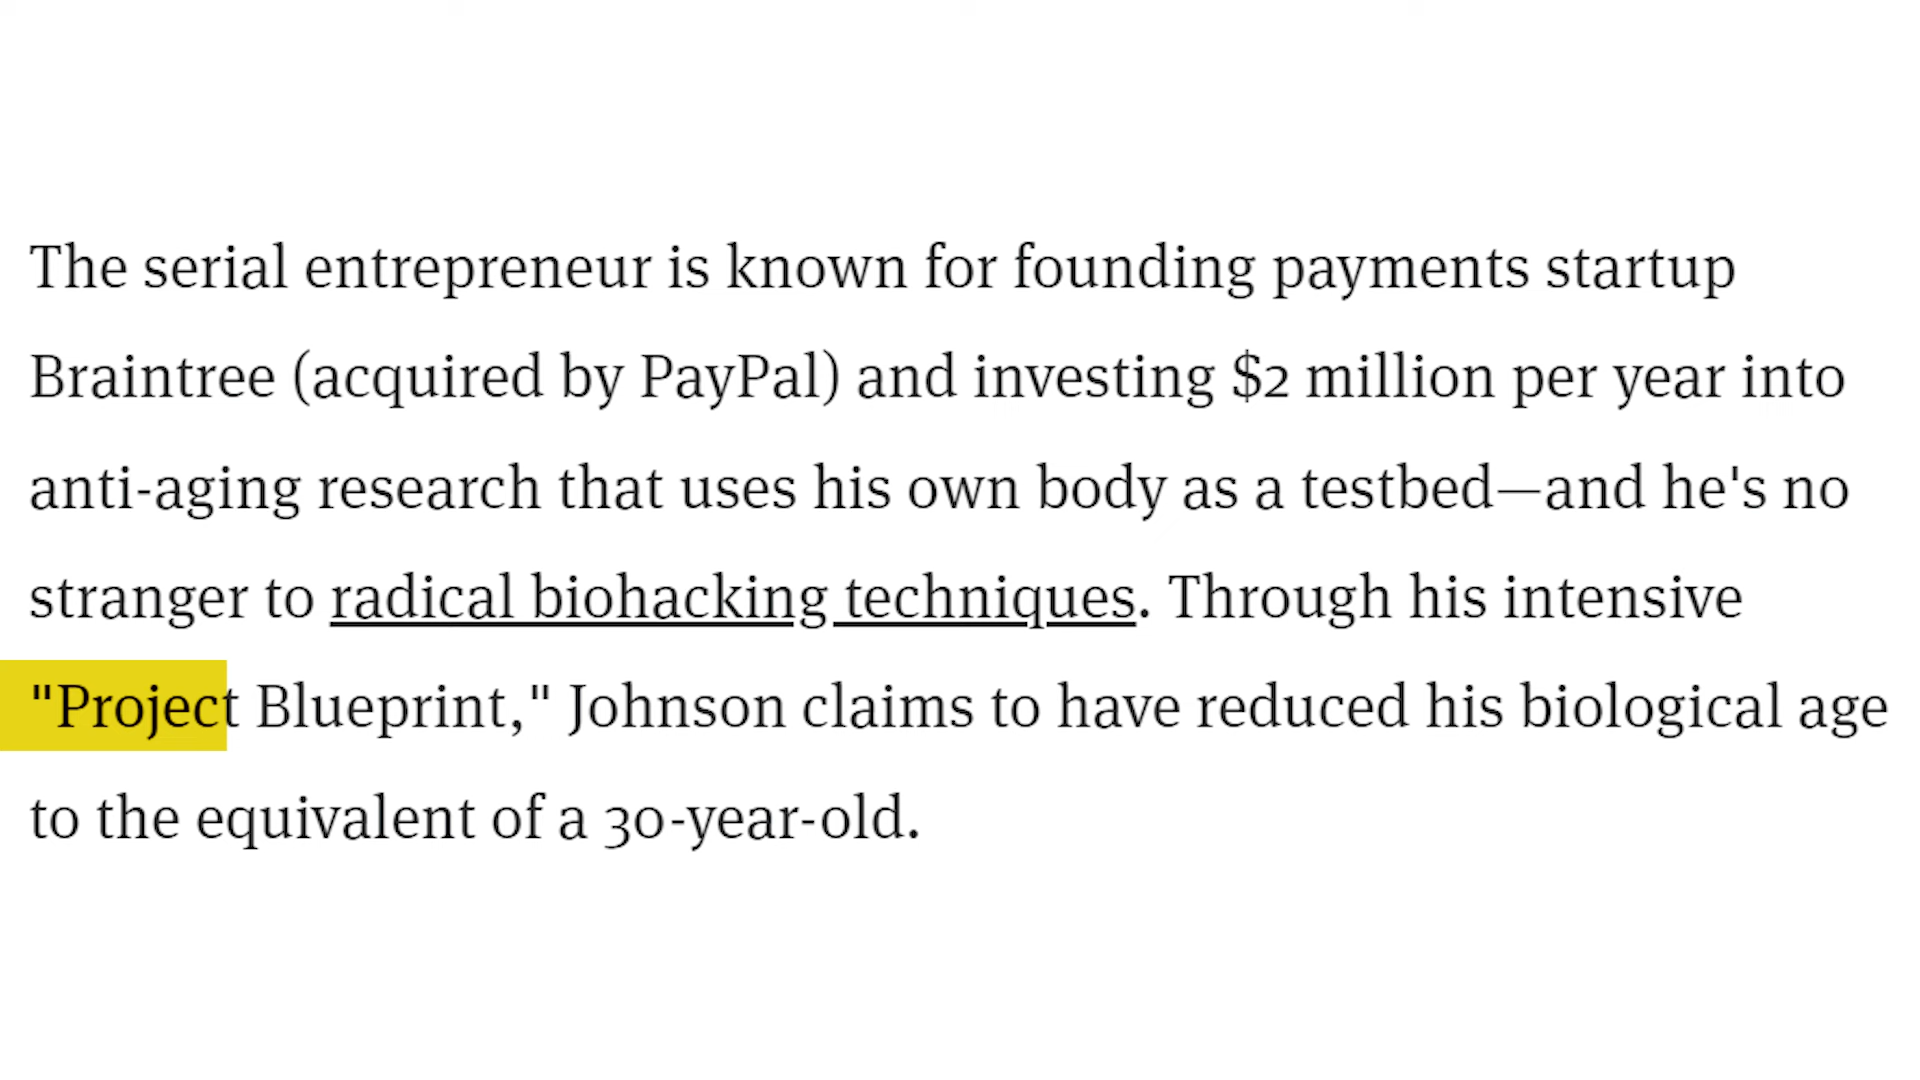 The serial entrepreneur is known for founding payments startup
Braintree (acquired by PayPal) and investing $2 million per year into
anti-aging research that uses his own body as a testbed—and he's no
stranger to radical biohacking techniques. Through his intensive
"Project Blueprint," Johnson claims to have reduced his biological age
to the equivalent of a 30-year-old.